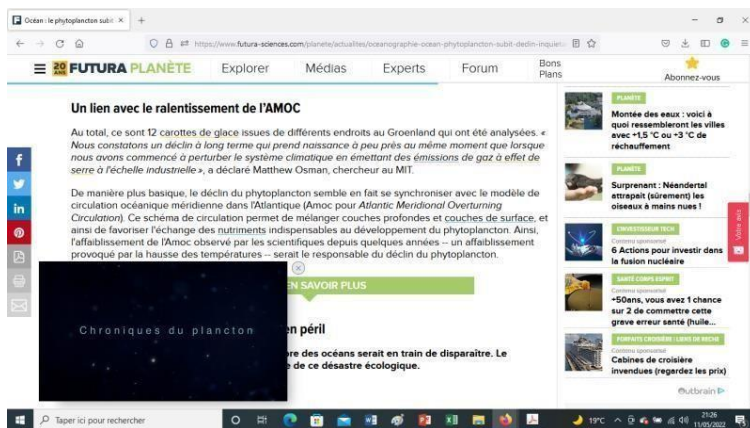 Océan : le phytoplancton subit
https://www.futura-sciences.com/planete/actualites/oceanographie-ocean-phytoplancton-subit-declin-inquiet
20 ANS FUTURA PLANÈTE
Explorer
Médias
Experts
Forum
Bons
Plans
Abonnez-vous
Un lien avec le ralentissement de l'AMOC
Au total, ce sont 12 carottes de glace issues de différents endroits au Groenland qui ont été analysées. «
Nous constatons un déclin à long terme qui prend naissance à peu près au même moment que lorsque
nous avons commencé à perturber le système climatique en émettant des émissions de gaz à effet de
serre à l'échelle industrielle », a déclaré Matthew Osman, chercheur au MIT.
De manière plus basique, le déclin du phytoplancton semble en fait se synchroniser avec le modèle de
circulation océanique méridienne dans l'Atlantique (Amoc pour Atlantic Meridional Overturning
Circulation). Ce schéma de circulation permet de mélanger couches profondes et couches de surface, et
ainsi de favoriser l'échange des nutriments indispensables au développement du phytoplancton. Ainsi,
l'affaiblissement de l'Amoc observé par les scientifiques depuis quelques années -- un affaiblissement
provoqué par la hausse des températures -- serait le responsable du déclin du phytoplancton.
EN SAVOIR PLUS
Chroniques du plancton
en péril
bre des océans serait en train de disparaître. Le
de ce désastre écologique.
PLANÈTE
Montée des eaux : voici à
quoi ressembleront les villes
avec +1,5 °C ou +3 °C de
réchauffement
PLANÈTE
Surprenant : Néandertal
attrapait (sûrement) les
oiseaux à mains nues !
L'INVESTISSEUR TECH
Contenu sponsorisé
6 Actions pour investir dans
la fusion nucléaire
SANTÉ CORPS ESPRIT
Contenu sponsorisé
+50ans, vous avez 1 chance
sur 2 de commettre cette
grave erreur santé (huile...
FORFAITS CROISIÈRE | LIENS DE RECHE
Contenu sponsorisé
Cabines de croisière
invendues (regardez les prix)
Outbrain
Votre avis
Taper ici pour rechercher
19°C
21:26
11/05/2022